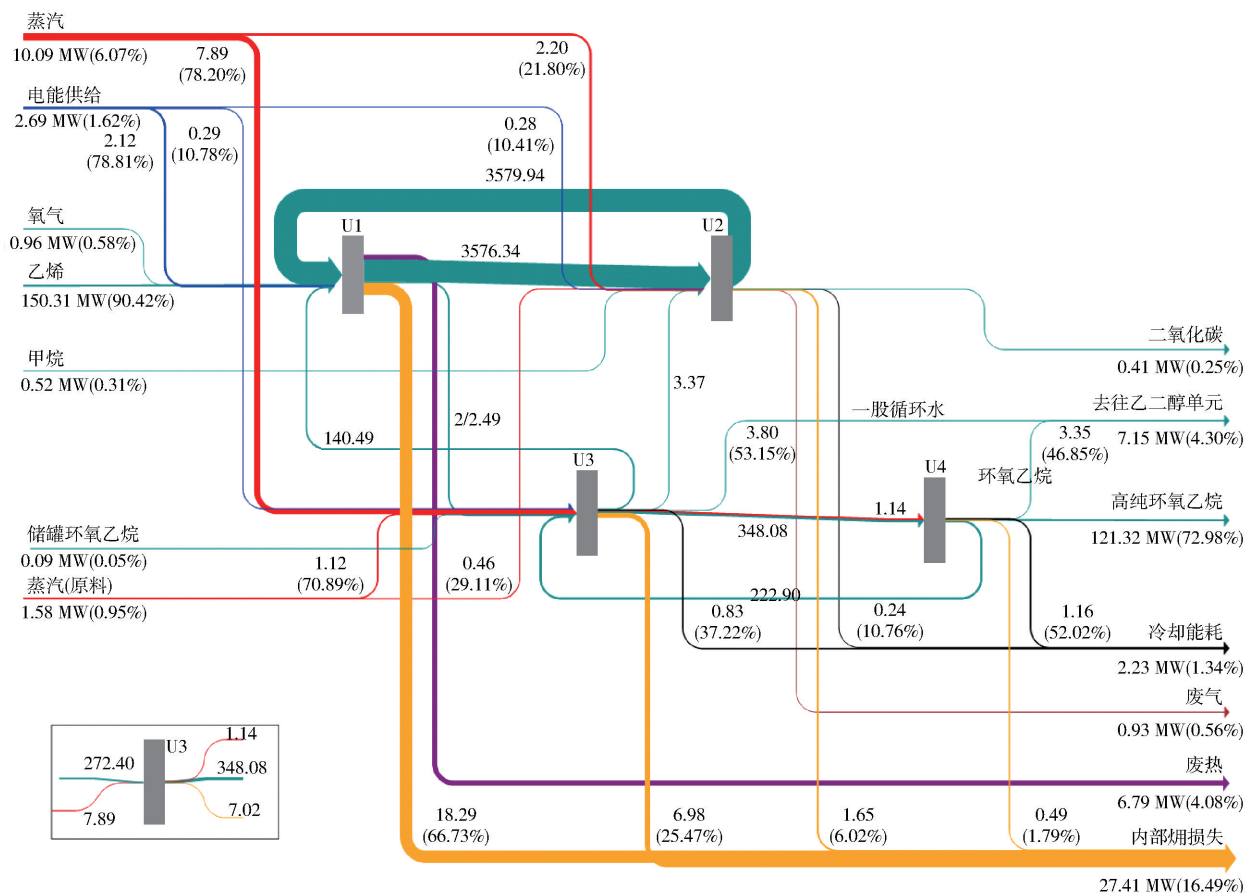 蒸汽
10.09 MW(6.07%)
7.89
(78.20%)
2.20
(21.80%)
电能供给
2.69 MW(1.62%)
2.12
(78.81%)
0.29
(10.78%)
0.28
(10.41%)
3579.94
氧气
0.96 MW(0.58%)
U1
U2
3576.34
乙烯
150.31 MW(90.42%)
二氧化碳
0.41 MW(0.25%)
甲烷
0.52 MW(0.31%)
3.37
2/2.49
一股循环水
去往乙二醇单元
7.15 MW(4.30%)
140.49
3.80
(53.15%)
3.35
(46.85%)
U3
U4
环氧乙烷
高纯环氧乙烷
121.32 MW(72.98%)
1.14
348.08
储罐环氧乙烷
0.09 MW(0.05%)
1.12
(70.89%)
0.46
(29.11%)
蒸汽(原料)
1.58 MW(0.95%)
222.90
0.83
(37.22%)
0.24
(10.76%)
1.16
(52.02%)
冷却能耗
2.23 MW(1.34%)
废气
0.93 MW(0.56%)
U3
1.14
272.40
348.08
7.89
7.02
废热
6.79 MW(4.08%)
18.29
(66.73%)
6.98
(25.47%)
1.65
(6.02%)
0.49
(1.79%)
内部㶲损失
27.41 MW(16.49%)